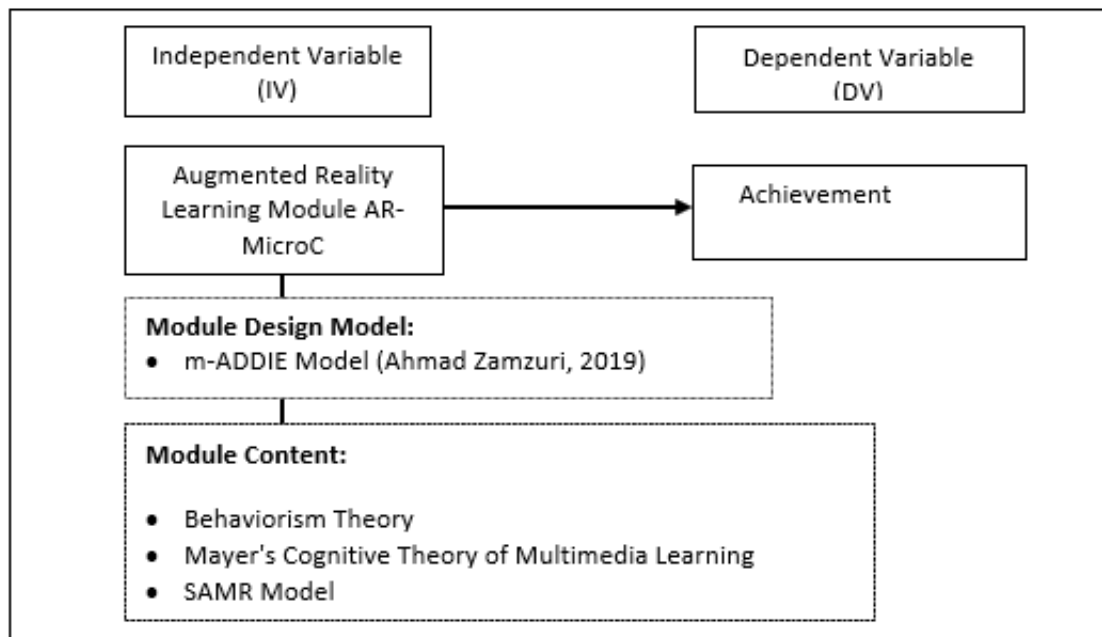 Independent Variable
(IV)
Dependent Variable
(DV)
Augmented Reality
Learning Module AR-
MicroC
Achievement
Module Design Model:
• m-ADDIE Model (Ahmad Zamzuri, 2019)
Module Content:
• Behaviorism Theory
• Mayer's Cognitive Theory of Multimedia Learning
• SAMR Model